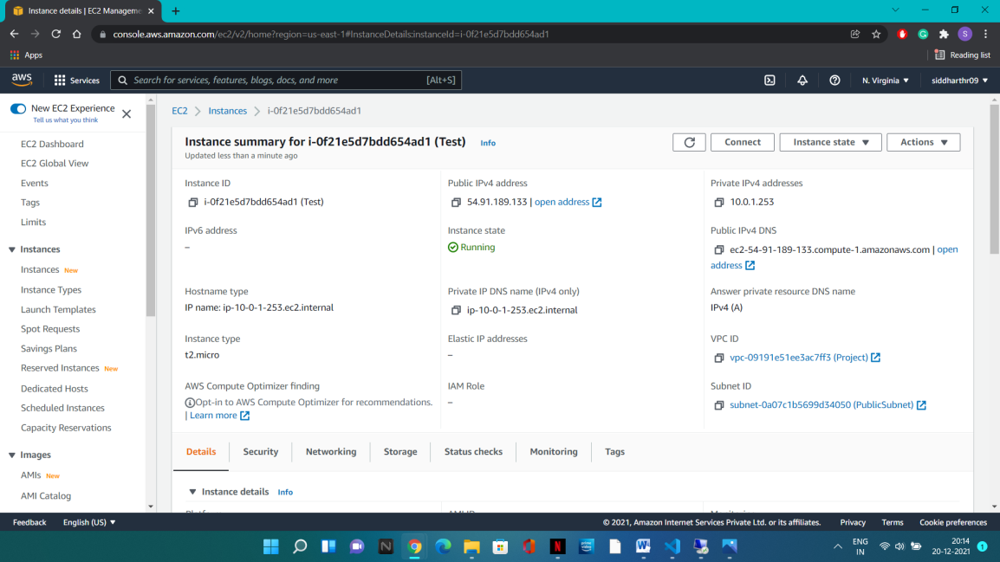 Instance details | EC2 Manageme
console.aws.amazon.com/ec2/v2/home?region=us-east-1#InstanceDetails:instanceId=i-0f21e5d7bdd654ad1
S
Apps
Reading list
aws
Services
Search for services, features, blogs, docs, and more
[Alt+S]
N. Virginia
siddharthr09
New EC2 Experience
Tell us what you think
EC2 Dashboard
EC2 Global View
Events
Tags
Limits
Instances
Instances New
Instance Types
Launch Templates
Spot Requests
Savings Plans
Reserved Instances New
Dedicated Hosts
Scheduled Instances
Capacity Reservations
Images
AMIs New
AMI Catalog
EC2
Instances
i-0f21e5d7bdd654ad1
Instance summary for i-0f21e5d7bdd654ad1 (Test)
Info
Updated less than a minute ago
Connect
Instance state
Actions
Instance ID
i-0f21e5d7bdd654ad1 (Test)
Public IPv4 address
54.91.189.133 | open address
Private IPv4 addresses
10.0.1.253
IPv6 address
–
Instance state
Running
Public IPv4 DNS
ec2-54-91-189-133.compute-1.amazonaws.com | open
address
Hostname type
IP name: ip-10-0-1-253.ec2.internal
Private IP DNS name (IPv4 only)
ip-10-0-1-253.ec2.internal
Answer private resource DNS name
IPv4 (A)
Instance type
t2.micro
Elastic IP addresses
–
VPC ID
vpc-09191e51ee3ac7ff3 (Project)
AWS Compute Optimizer finding
Opt-in to AWS Compute Optimizer for recommendations.
| Learn more
IAM Role
–
Subnet ID
subnet-0a07c1b5699d34050 (PublicSubnet)
Details
Security
Networking
Storage
Status checks
Monitoring
Tags
Instance details
Info
Feedback
English (US)
© 2021, Amazon Internet Services Private Ltd. or its affiliates.
Privacy
Terms
Cookie preferences
ENG
IN
20:14
20-12-2021
1